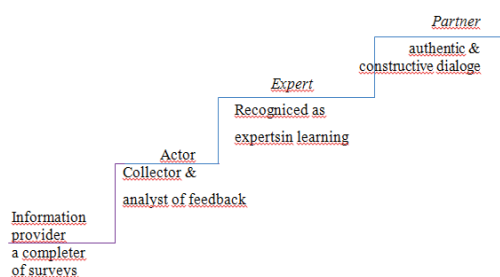 Partner
authentic &
constructive dialoge
Expert
Recogniced as
expertsin learning
Actor
Collector &
analyst of feedback
Information
provider
a completer
of surveys